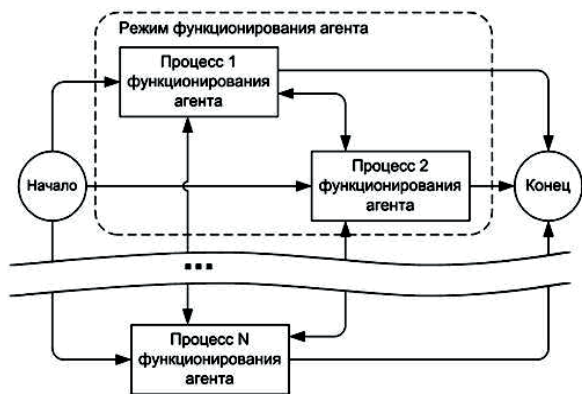 Режим функционирования агента
Процесс 1
функционирования
агента
Начало
Процесс 2
функционирования
агента
Конец
...
Процесс N
функционирования
агента